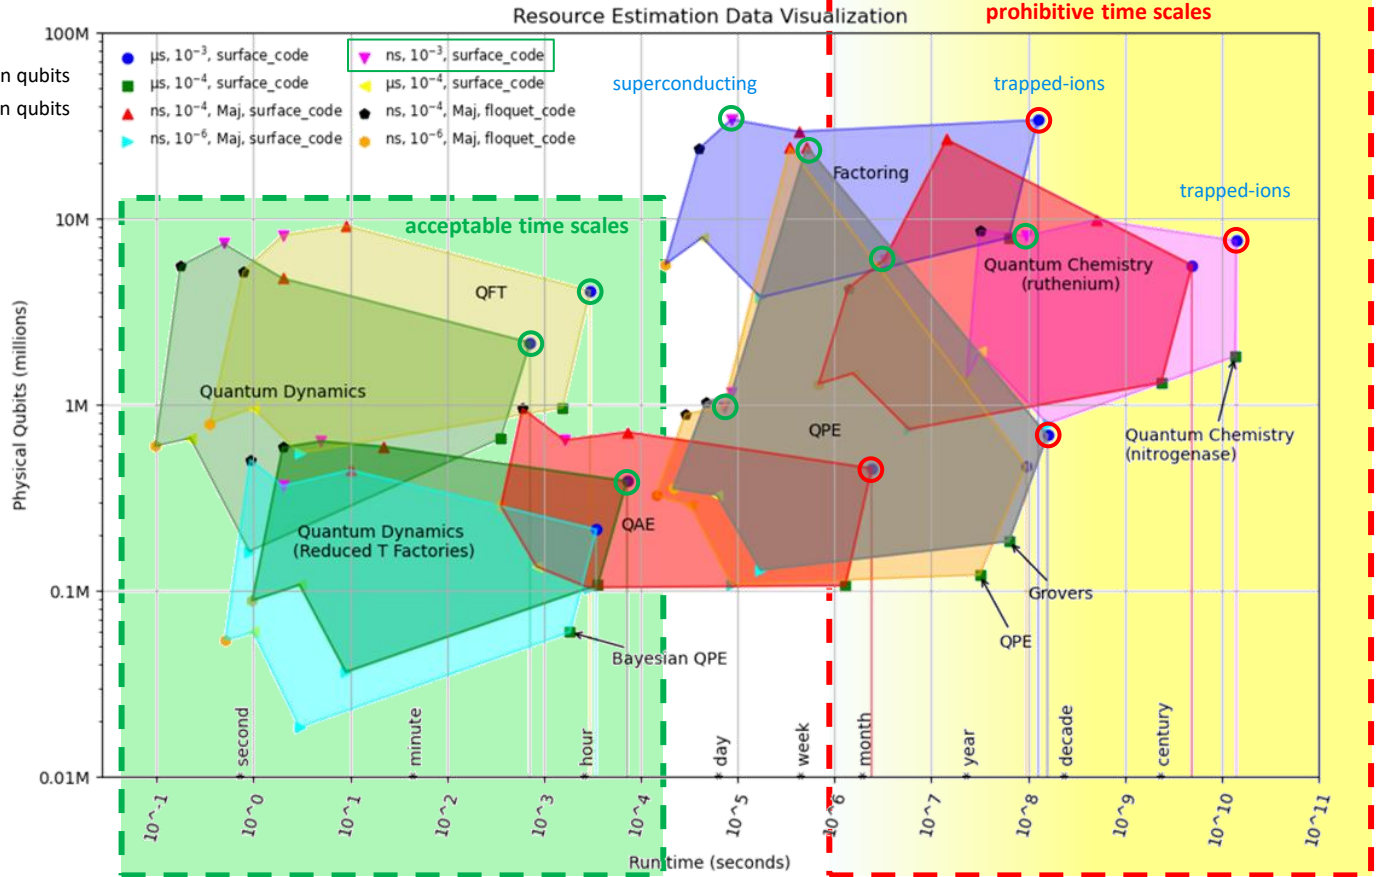 Resource Estimation Data Visualization
prohibitive time scales
100M
10M
1M
0.1M
0.01M
Physical Qubits (millions)
n qubits
n qubits
μs, 10⁻³, surface_code
μs, 10⁻⁴, surface_code
ns, 10⁻⁴, Maj, surface_code
ns, 10⁻⁶, Maj, surface_code
ns, 10⁻³, surface_code
μs, 10⁻⁴, surface_code
ns, 10⁻⁴, Maj, floquet_code
ns, 10⁻⁶, Maj, floquet_code
superconducting
trapped-ions
trapped-ions
Factoring
acceptable time scales
QFT
Quantum Chemistry
(ruthenium)
Quantum Dynamics
QPE
Quantum Chemistry
(nitrogenase)
Quantum Dynamics
(Reduced T Factories)
QAE
Grovers
QPE
Bayesian QPE
* second
* minute
* hour
* day
* week
* month
* year
* decade
* century
10^-1
10^0
10^1
10^2
10^3
10^4
10^5
10^6
10^7
10^8
10^9
10^10
10^11
Runtime (seconds)